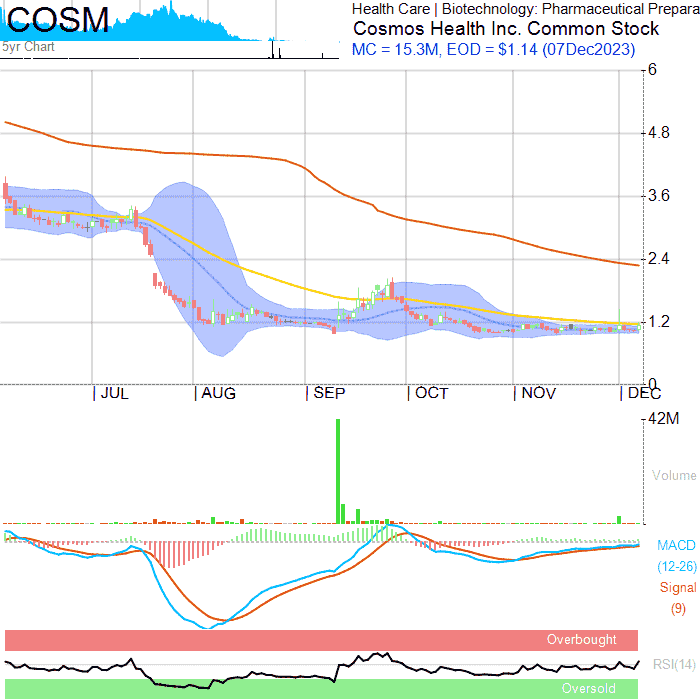 COSM
5yr Chart
Health Care | Biotechnology: Pharmaceutical Prepara
Cosmos Health Inc. Common Stock
MC = 15.3M, EOD = $1.14 (07Dec2023)
6
4.8
3.6
2.4
1.2
0
JUL AUG SEP OCT NOV DEC
42M
Volume
MACD
(12-26)
Signal
(9)
Overbought
RSI(14)
Oversold